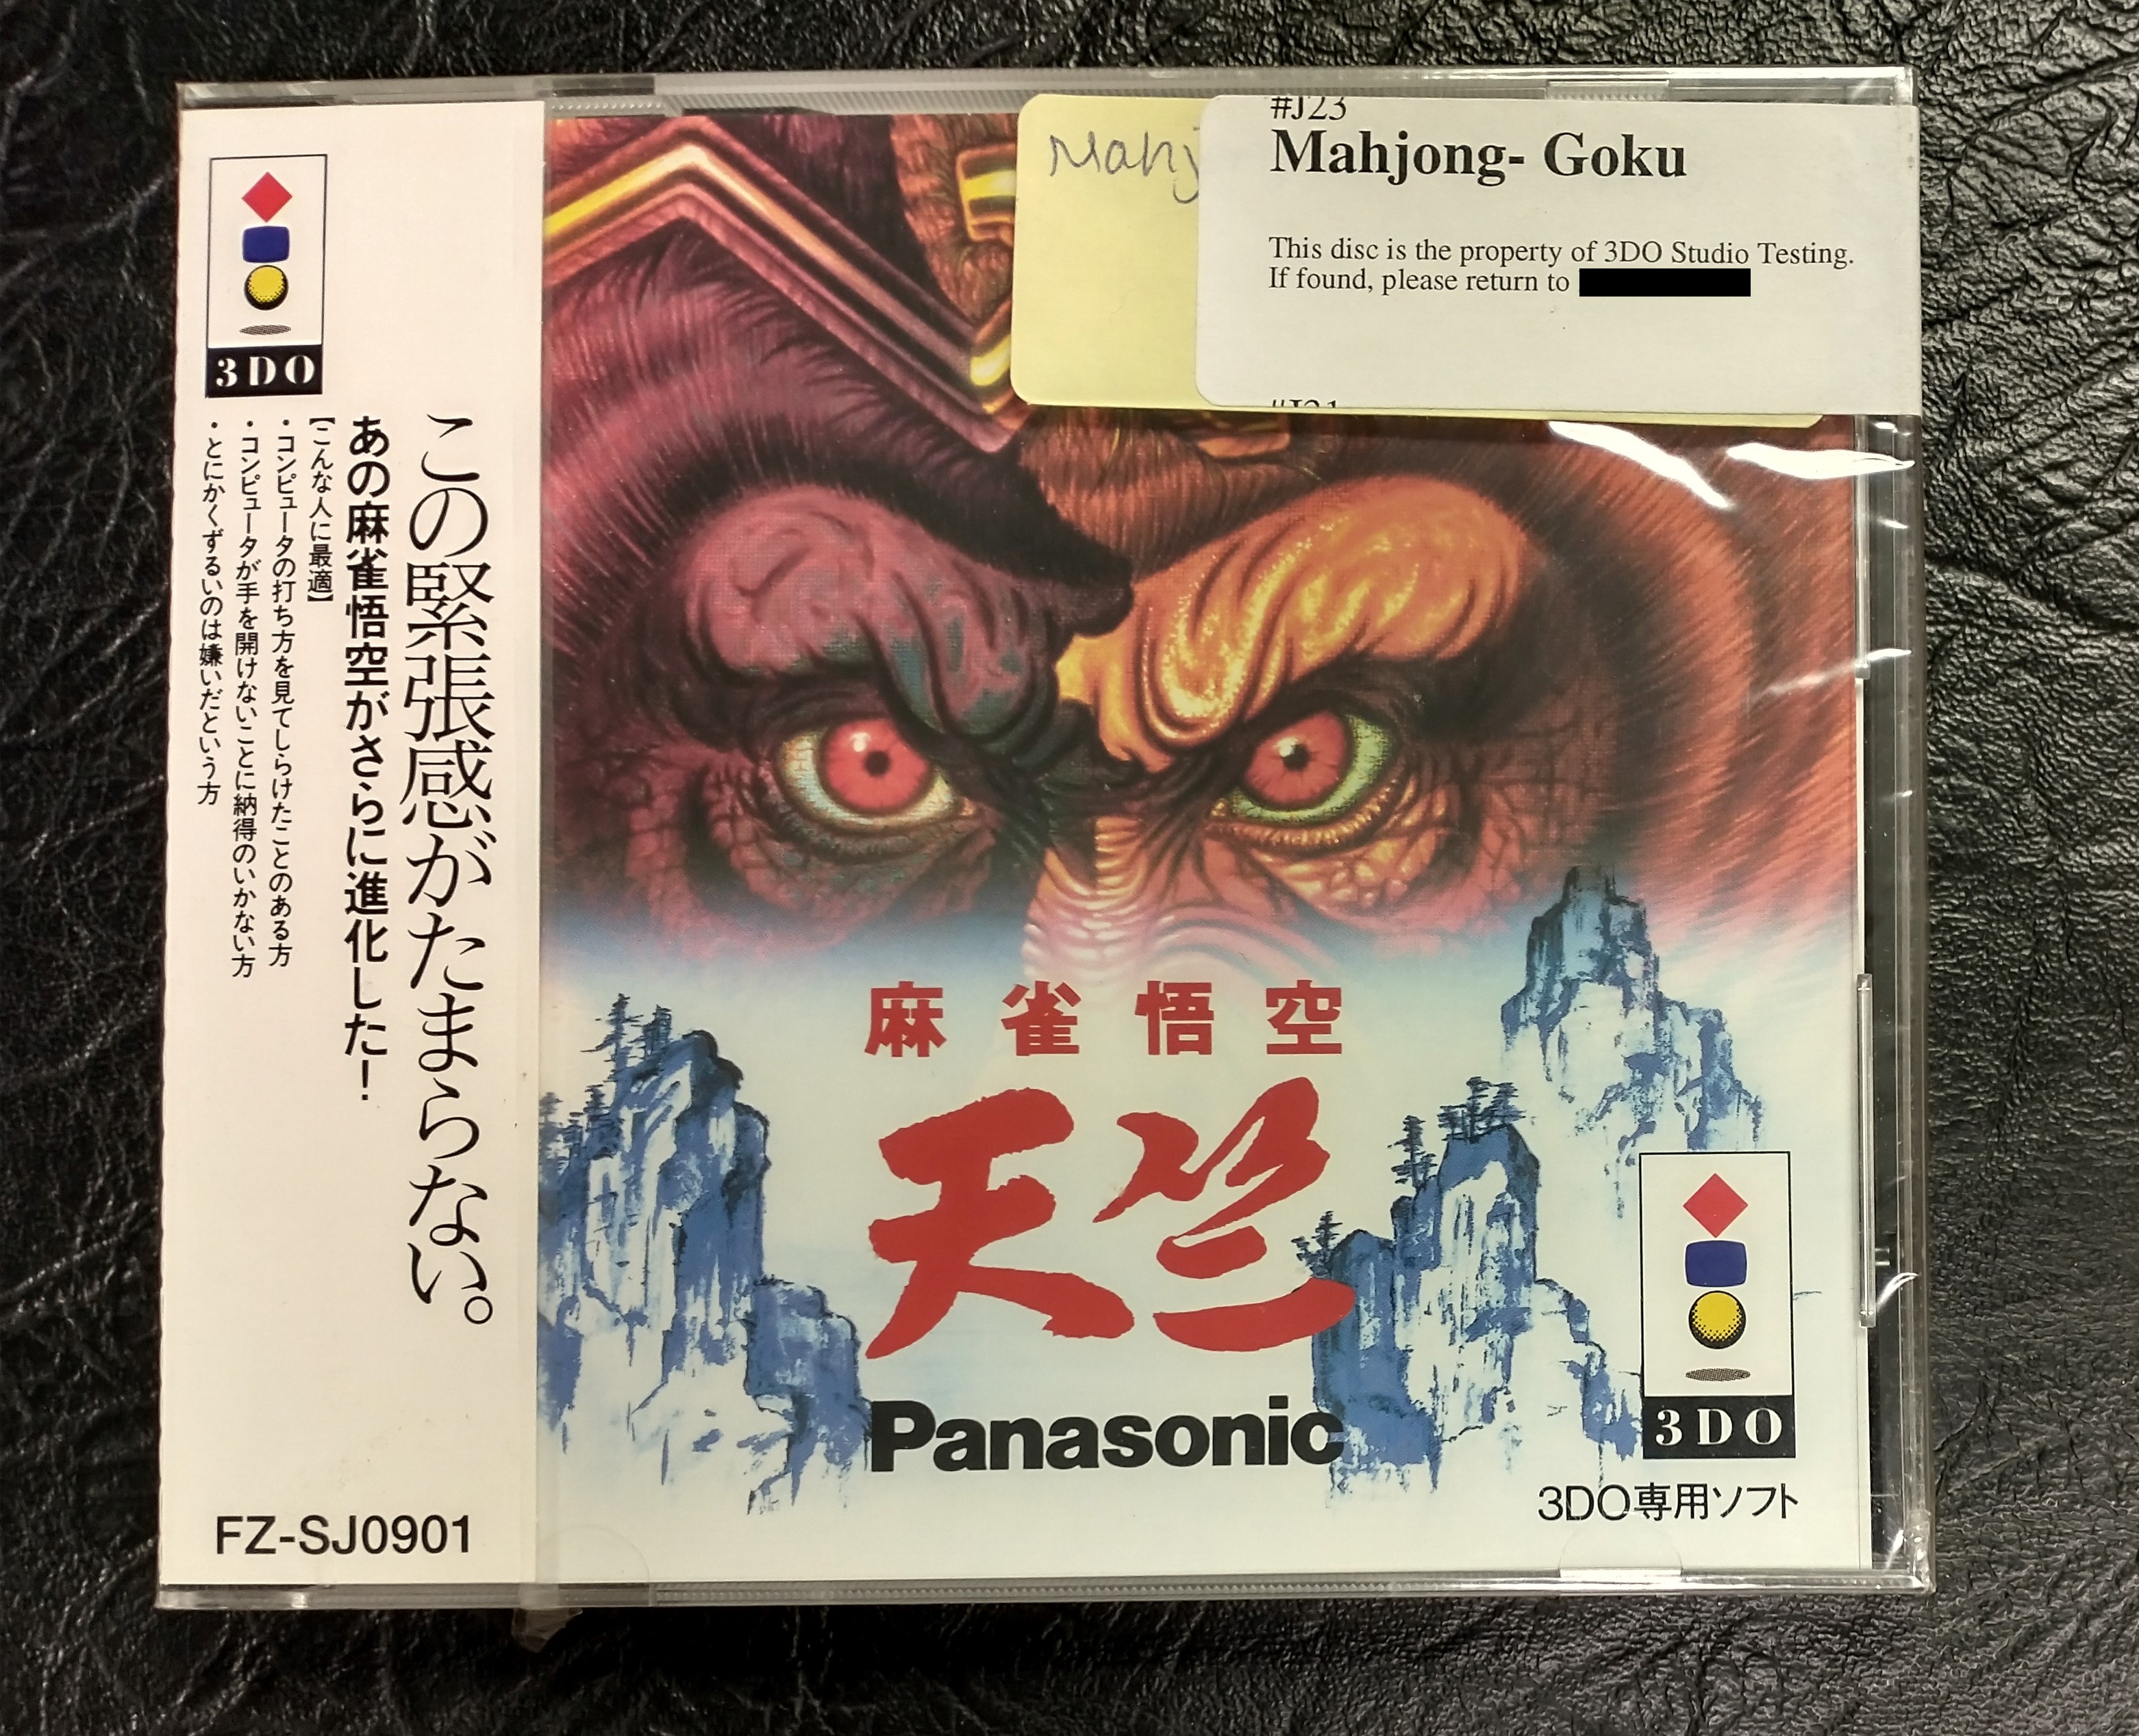 3DO
この緊張感がたまらない。
あの麻雀悟空がさらに進化した！
【こんな人に最適】
・コンピュータの打ち方を見てしらけたことのある方
・コンピュータが手を開けないことに納得のいかない方
・とにかくずるいのは嫌いだという方
FZ-SJ0901
Mahj
#J23
Mahjong- Goku
This disc is the property of 3DO Studio Testing.
If found, please return to
麻雀悟空
天竺
Panasonic
3DO
3DO専用ソフト